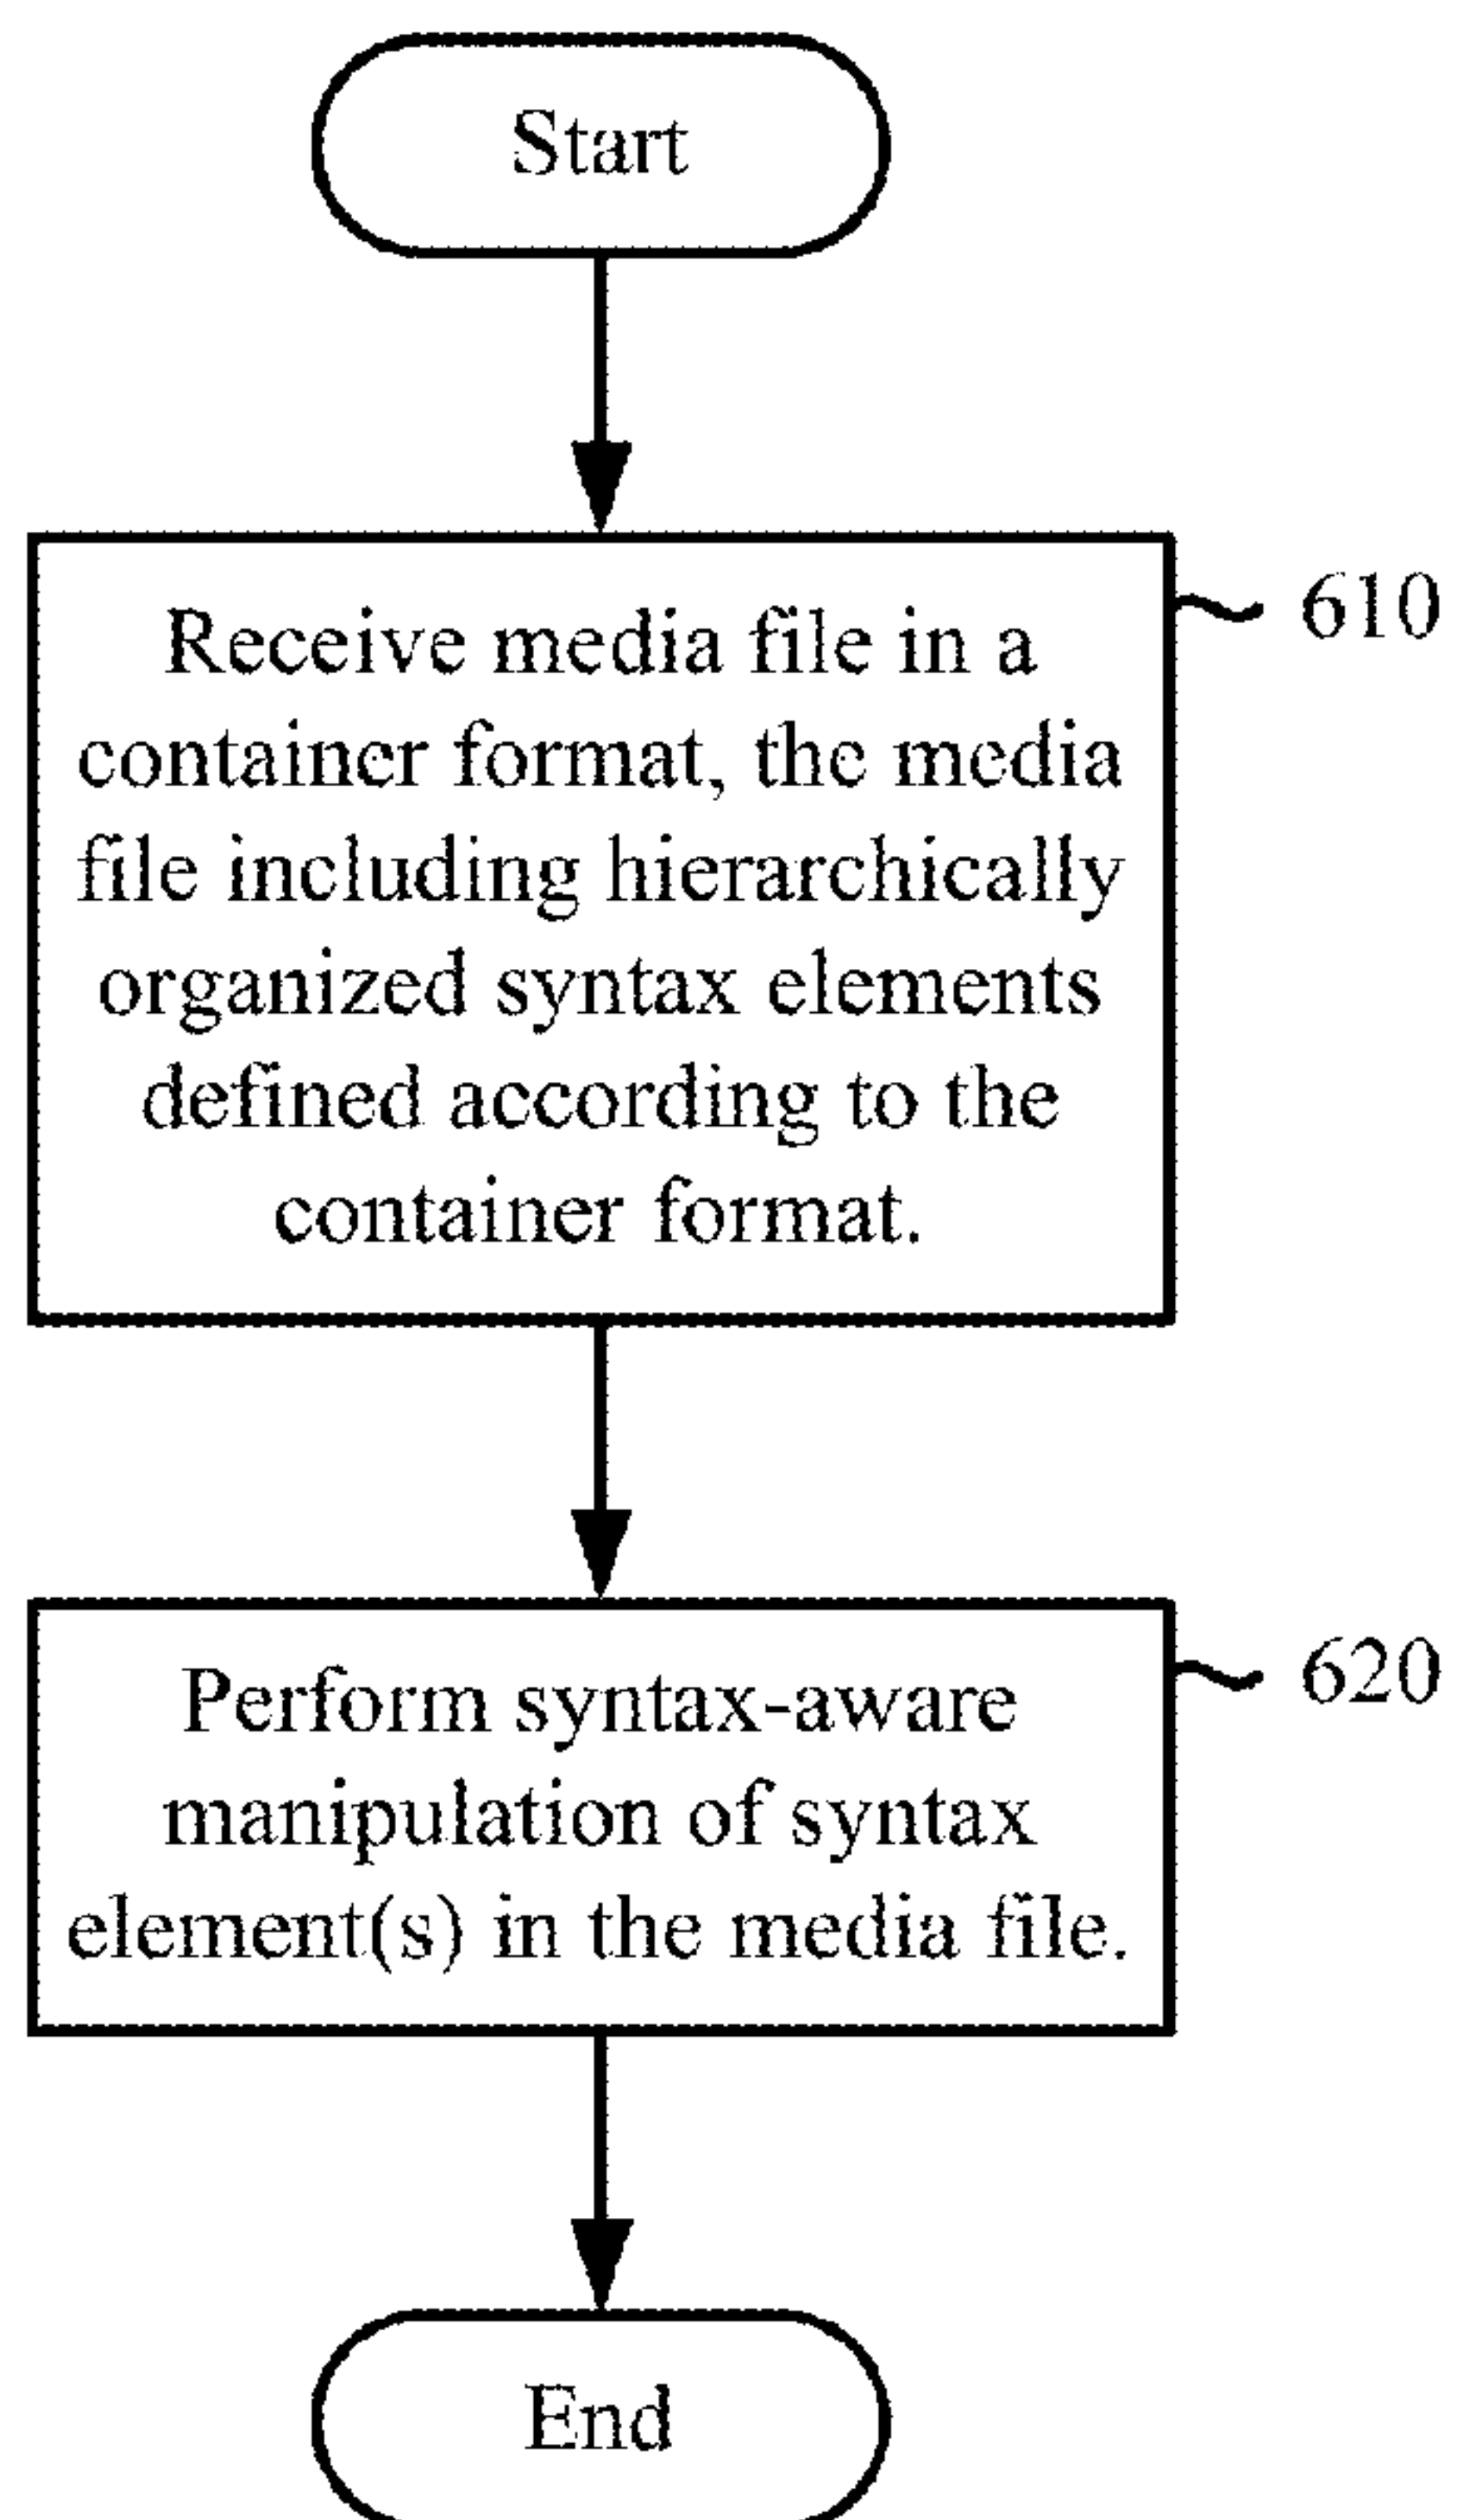 Start
610
Receive media file in a
container format, the media
file including hierarchically
organized syntax elements
defined according to the
container format.
620
Perform syntax-aware
manipulation of syntax
element(s) in the media file.
End